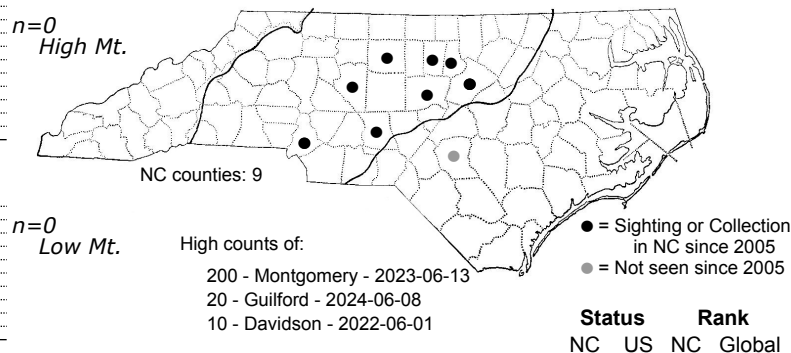 n=0
High Mt.
NC counties: 9
n=0
Low Mt.
High counts of:
200 - Montgomery - 2023-06-13
20 - Guilford - 2024-06-08
10 - Davidson - 2022-06-01
= Sighting or Collection
in NC since 2005
= Not seen since 2005
Status Rank
NC US NC Global